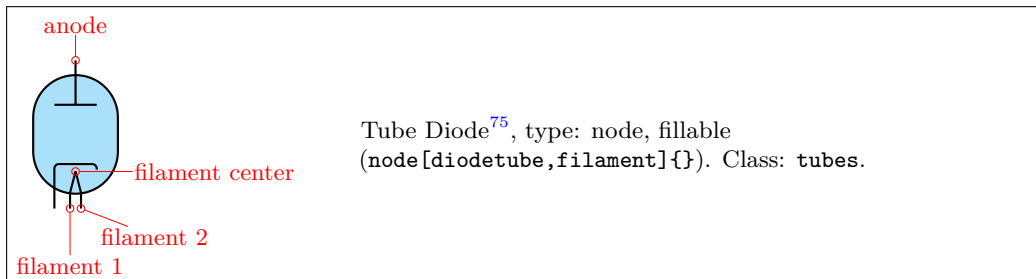 anode
filament center
filament 2
filament 1
Tube Diode75, type: node, fillable
(node[diodetube,filament]{}). Class: tubes.